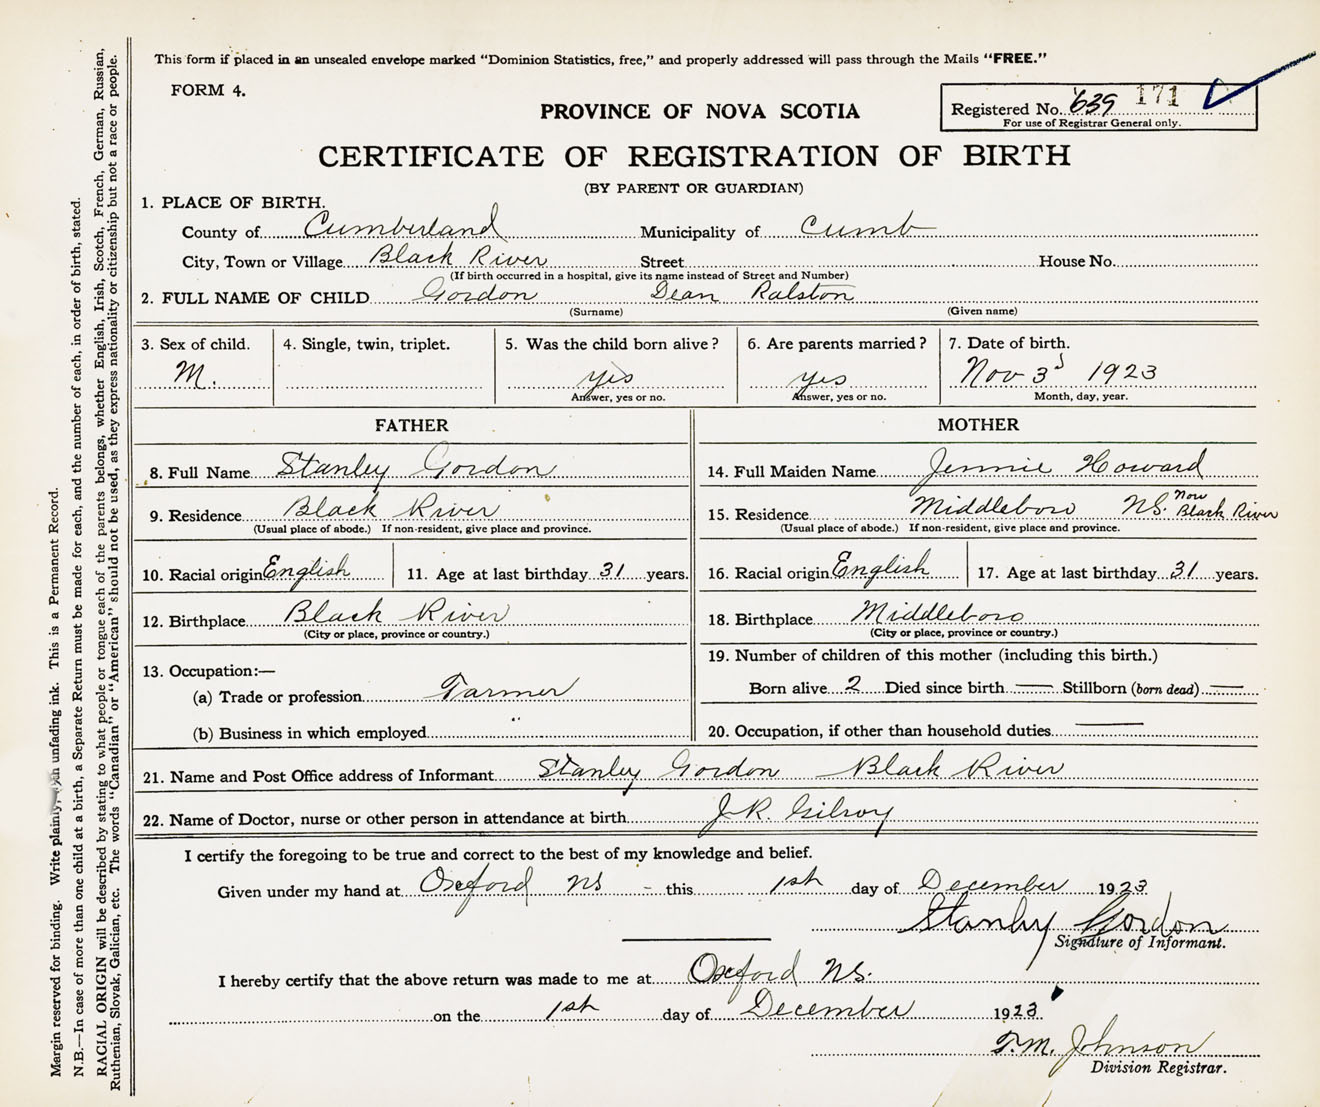 This form if placed in an unsealed envelope marked "Dominion Statistics, free," and properly addressed will pass through the Mails "FREE."
FORM 4.
PROVINCE OF NOVA SCOTIA
Registered No. 639 171
For use of Registrar General only.
CERTIFICATE OF REGISTRATION OF BIRTH
(BY PARENT OR GUARDIAN)
1. PLACE OF BIRTH.
County of Cumberland Municipality of Cumb
City, Town or Village Black River Street House No.
(If birth occurred in a hospital, give its name instead of Street and Number)
2. FULL NAME OF CHILD Gordon Dean Ralston
(Surname) (Given name)
3. Sex of child. 4. Single, twin, triplet. 5. Was the child born alive? 6. Are parents married? 7. Date of birth.
M. yes yes Nov 3d 1923
Answer, yes or no. Answer, yes or no. Month, day, year.
FATHER MOTHER
8. Full Name Stanley Gordon 14. Full Maiden Name Jennie Howard
9. Residence Black River 15. Residence Middleboro NS. Now Black River
(Usual place of abode.) If non-resident, give place and province. (Usual place of abode.) If non-resident, give place and province.
10. Racial origin English 11. Age at last birthday 31 years. 16. Racial origin English 17. Age at last birthday 31 years.
12. Birthplace Black River 18. Birthplace Middleboro
(City or place, province or country.) (City or place, province or country.)
13. Occupation:— 19. Number of children of this mother (including this birth.)
(a) Trade or profession Farmer Born alive 2 Died since birth — Stillborn (born dead) —
(b) Business in which employed " 20. Occupation, if other than household duties —
21. Name and Post Office address of Informant Stanley Gordon Black River
22. Name of Doctor, nurse or other person in attendance at birth J.R. Gilroy
I certify the foregoing to be true and correct to the best of my knowledge and belief.
Given under my hand at Oxford NS - this 1st day of December 1923
Stanley Gordon
Signature of Informant.
I hereby certify that the above return was made to me at Oxford NS.
on the 1st day of December 1923
T.M. Johnson
Division Registrar.
Margin reserved for binding. Write plainly, with unfading ink. This is a Permanent Record.
N.B.—In case of more than one child at a birth, a Separate Return must be made for each, and the number of each, in order of birth, stated.
RACIAL ORIGIN will be described by stating to what people or tongue each of the parents belongs, whether English, Irish, Scotch, French, German, Russian,
Ruthenian, Slovak, Galician, etc. The words "Canadian" or "American" should not be used, as they express nationality or citizenship but not a race or people.